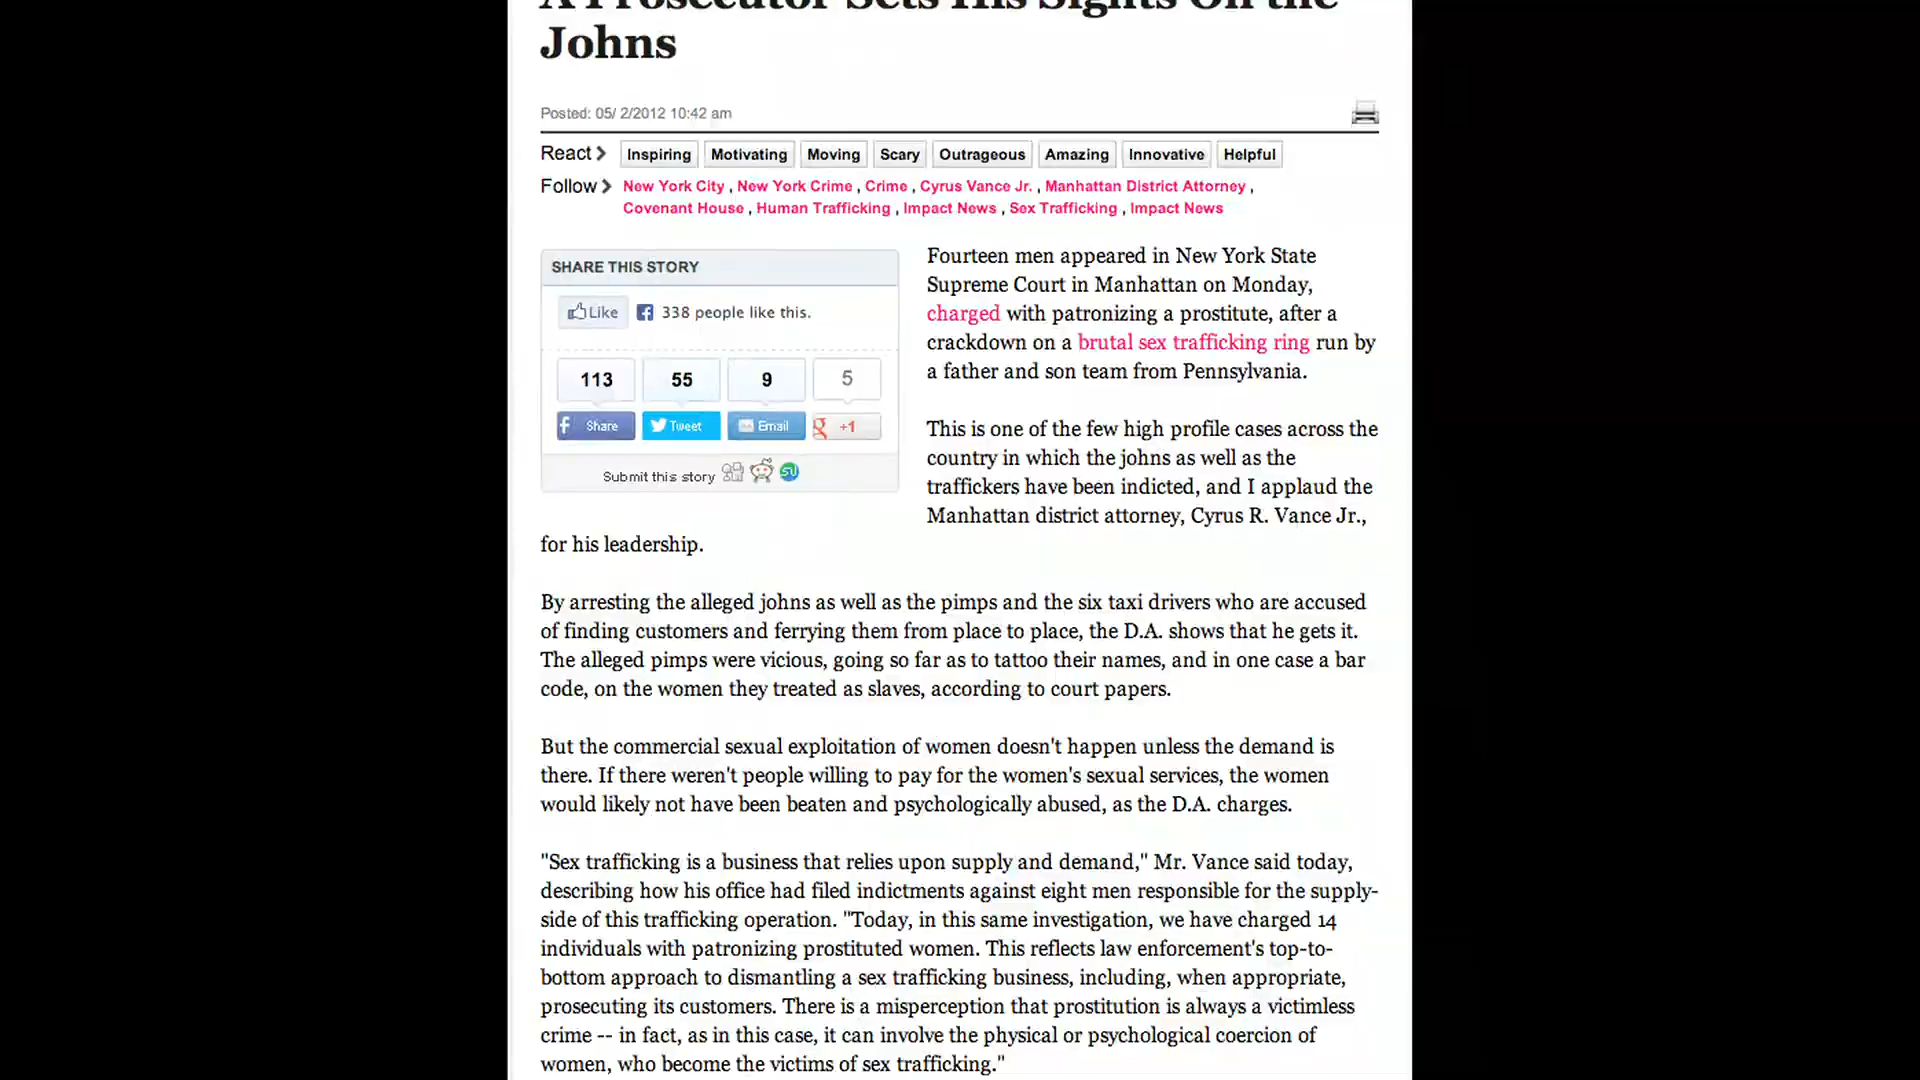 A Prosecutor Sets His Sights On the
Johns
Posted: 05/ 2/2012 10:42 am
React
Inspiring
Motivating
Moving
Scary
Outrageous
Amazing
Innovative
Helpful
Follow
New York City , New York Crime , Crime , Cyrus Vance Jr. , Manhattan District Attorney ,
Covenant House , Human Trafficking , Impact News , Sex Trafficking , Impact News
SHARE THIS STORY
Like
338 people like this.
113
55
9
5
Share
Tweet
Email
+1
Submit this story
Fourteen men appeared in New York State
Supreme Court in Manhattan on Monday,
charged with patronizing a prostitute, after a
crackdown on a brutal sex trafficking ring run by
a father and son team from Pennsylvania.
This is one of the few high profile cases across the
country in which the johns as well as the
traffickers have been indicted, and I applaud the
Manhattan district attorney, Cyrus R. Vance Jr.,
for his leadership.
By arresting the alleged johns as well as the pimps and the six taxi drivers who are accused
of finding customers and ferrying them from place to place, the D.A. shows that he gets it.
The alleged pimps were vicious, going so far as to tattoo their names, and in one case a bar
code, on the women they treated as slaves, according to court papers.
But the commercial sexual exploitation of women doesn't happen unless the demand is
there. If there weren't people willing to pay for the women's sexual services, the women
would likely not have been beaten and psychologically abused, as the D.A. charges.
"Sex trafficking is a business that relies upon supply and demand," Mr. Vance said today,
describing how his office had filed indictments against eight men responsible for the supply-
side of this trafficking operation. "Today, in this same investigation, we have charged 14
individuals with patronizing prostituted women. This reflects law enforcement's top-to-
bottom approach to dismantling a sex trafficking business, including, when appropriate,
prosecuting its customers. There is a misperception that prostitution is always a victimless
crime -- in fact, as in this case, it can involve the physical or psychological coercion of
women, who become the victims of sex trafficking."